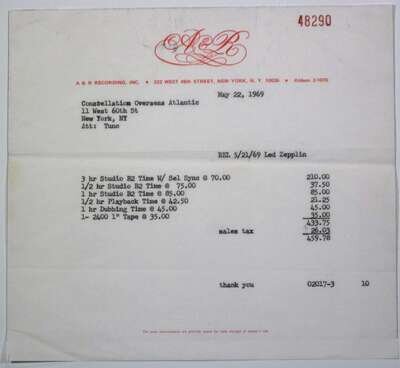 48290
A&R
A & R RECORDING, INC. • 322 WEST 48th STREET, NEW YORK, N. Y. 10036 •
May 22, 1969
Constellation Overseas Atlantic
11 West 60th St
New York, NY
Att: Tunc
REL 5/21/69 Led Zepplin
3 hr Studio B2 Time W/ Sel Sync @ 70.00 210.00
1/2 hr Studio B2 Time @ 75.00 37.50
1 hr Studio B2 Time @ 85.00 85.00
1/2 hr Playback Time @ 42.50 21.25
1 hr Dubbing Time @ 45.00 45.00
1- 2400 1" Tape @ 35.00 35.00
433.75
sales tax 26.03
459.78
thank you 02017-3 10